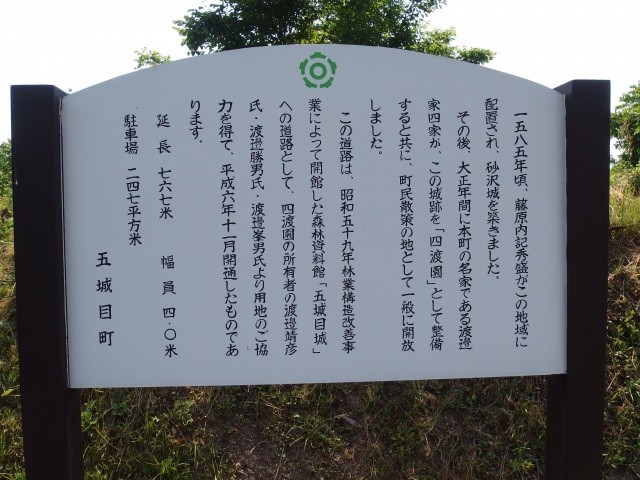 一五八五年頃、藤原内記秀盛がこの地域に
配置され、砂沢城を築きました。
その後、大正年間に本町の名家である渡邉
家四家が、この城跡を「四渡園」として整備
すると共に、町民散策の地として一般に開放
しました。
この道路は、昭和五十九年林業構造改善事
業によって開館した森林資料館「五城目城」
への道路として、四渡園の所有者の渡邉靖彦
氏・渡邉勝男氏・渡邉峯男氏より用地のご協
力を得て、平成六年十一月開通したものであ
ります。
延長 七六七米 幅員 四・〇米
駐車場 二四七平方米
五城目町